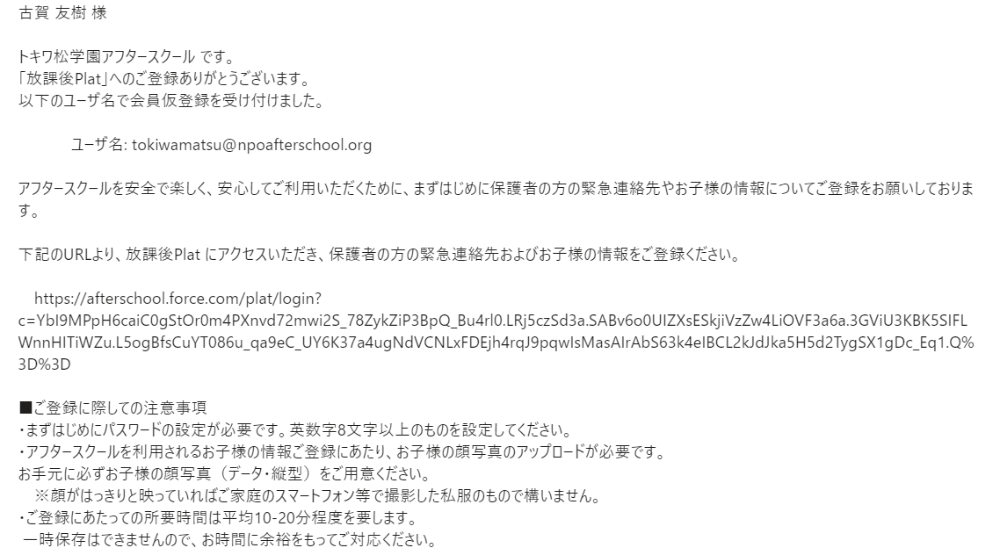 古賀 友樹 様
トキワ松学園アフタースクール です。
「放課後Plat」へのご登録ありがとうございます。
以下のユーザ名で会員仮登録を受け付けました。
ユーザ名: tokiwamatsu@npoafterschool.org
アフタースクールを安全で楽しく、安心してご利用いただくために、まずはじめに保護者の方の緊急連絡先やお子様の情報についてご登録をお願いしておりま
す。
下記のURLより、放課後Plat にアクセスいただき、保護者の方の緊急連絡先およびお子様の情報をご登録ください。
https://afterschool.force.com/plat/login?
c=YbI9MPpH6caiC0gStOr0m4PXnvd72mwi2S_78ZykZiP3BpQ_Bu4rl0.LRj5czSd3a.SABv6o0UIZXsESkjiVzZw4LiOVF3a6a.3GViU3KBK5SIFL
WnnHITiWZu.L5ogBfsCuYT086u_qa9eC_UY6K37a4ugNdVCNLxFDEjh4rqJ9pqwIsMasAIrAbS63k4eIBCL2kJdJka5H5d2TygSX1gDc_Eq1.Q%
3D%3D
■ご登録に際しての注意事項
・まずはじめにパスワードの設定が必要です。英数字8文字以上のものを設定してください。
・アフタースクールを利用されるお子様の情報ご登録にあたり、お子様の顔写真のアップロードが必要です。
お手元に必ずお子様の顔写真（データ・縦型）をご用意ください。
※顔がはっきりと映っていればご家庭のスマートフォン等で撮影した私服のもので構いません。
・ご登録にあたっての所要時間は平均10-20分程度を要します。
一時保存はできませんので、お時間に余裕をもってご対応ください。